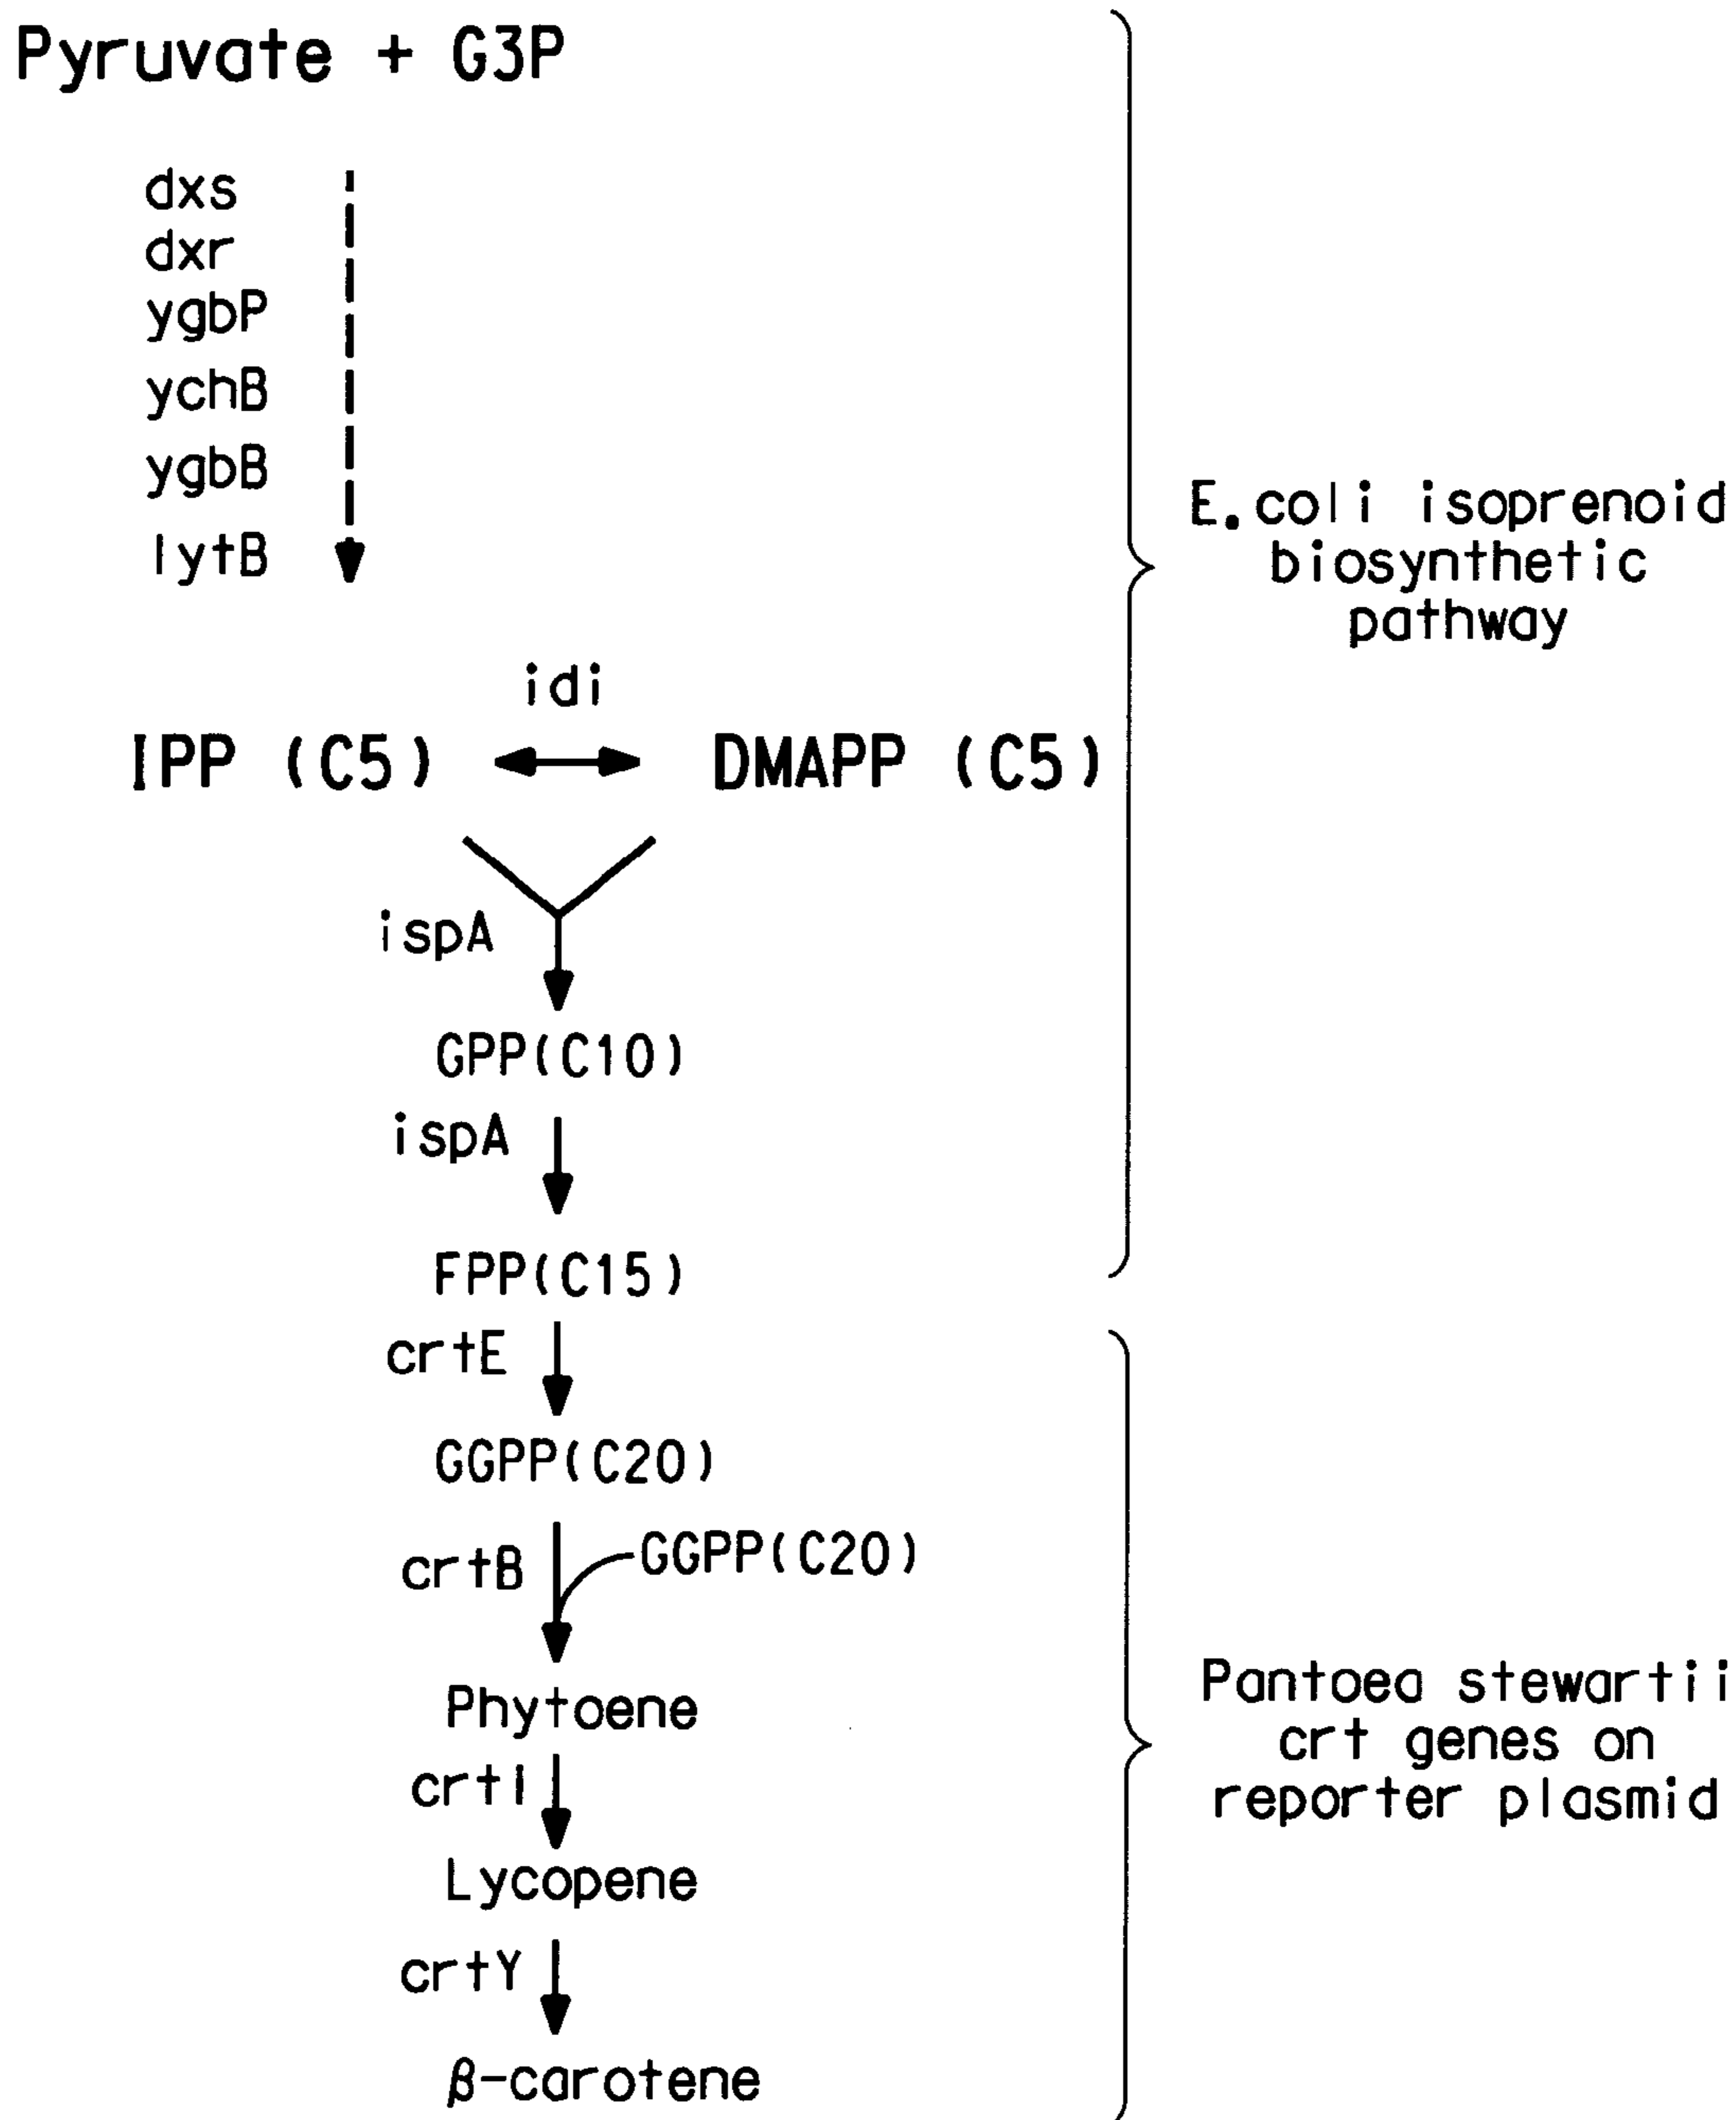 Pyruvate + G3P
dxs
dxr
ygbP
ychB
ygbB
lytB
E.coli isoprenoid
biosynthetic
pathway
idi
IPP (C5)
DMAPP (C5)
ispA
GPP(C10)
ispA
FPP(C15)
crtE
GGPP(C20)
crtB
GGPP(C20)
Phytoene
crtI
Lycopene
crtY
β-carotene
Pantoea stewartii
crt genes on
reporter plasmid